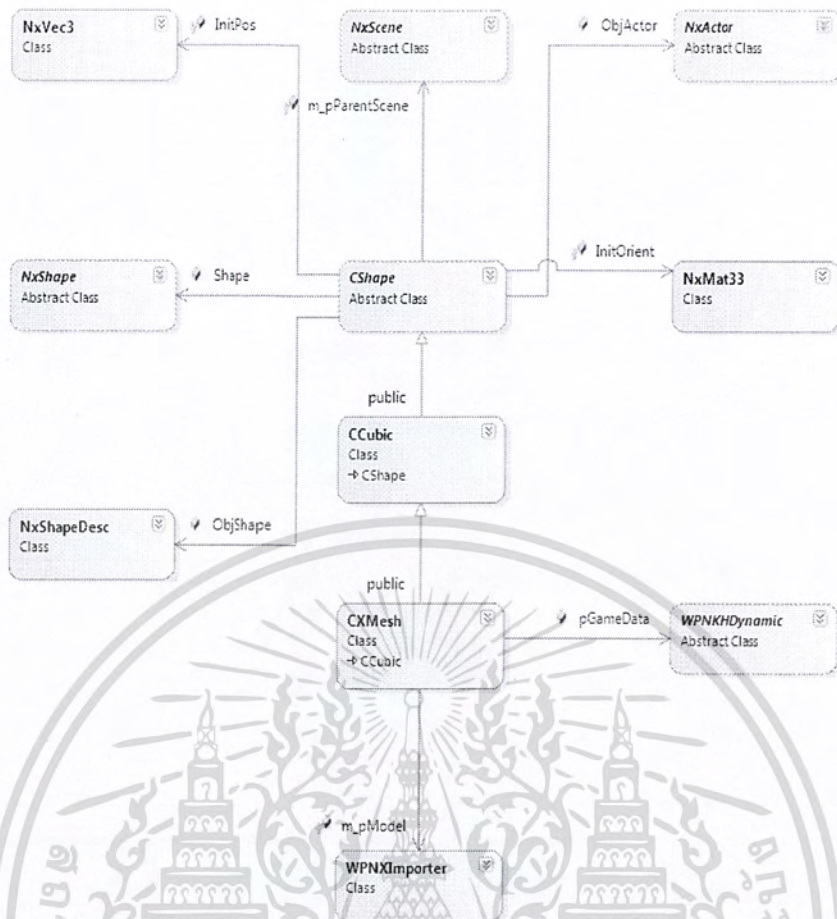 NxVec3
Class
InitPos
NxScene
Abstract Class
ObjActor
NxActor
Abstract Class
m_pParentScene
NxShape
Abstract Class
Shape
CShape
Abstract Class
InitOrient
NxMat33
Class
public
CCubic
Class
CShape
NxShapeDesc
Class
ObjShape
public
CXMesh
Class
CCubic
pGameData
WPNKHDynamic
Abstract Class
m_pModel
WPNXImporter
Class